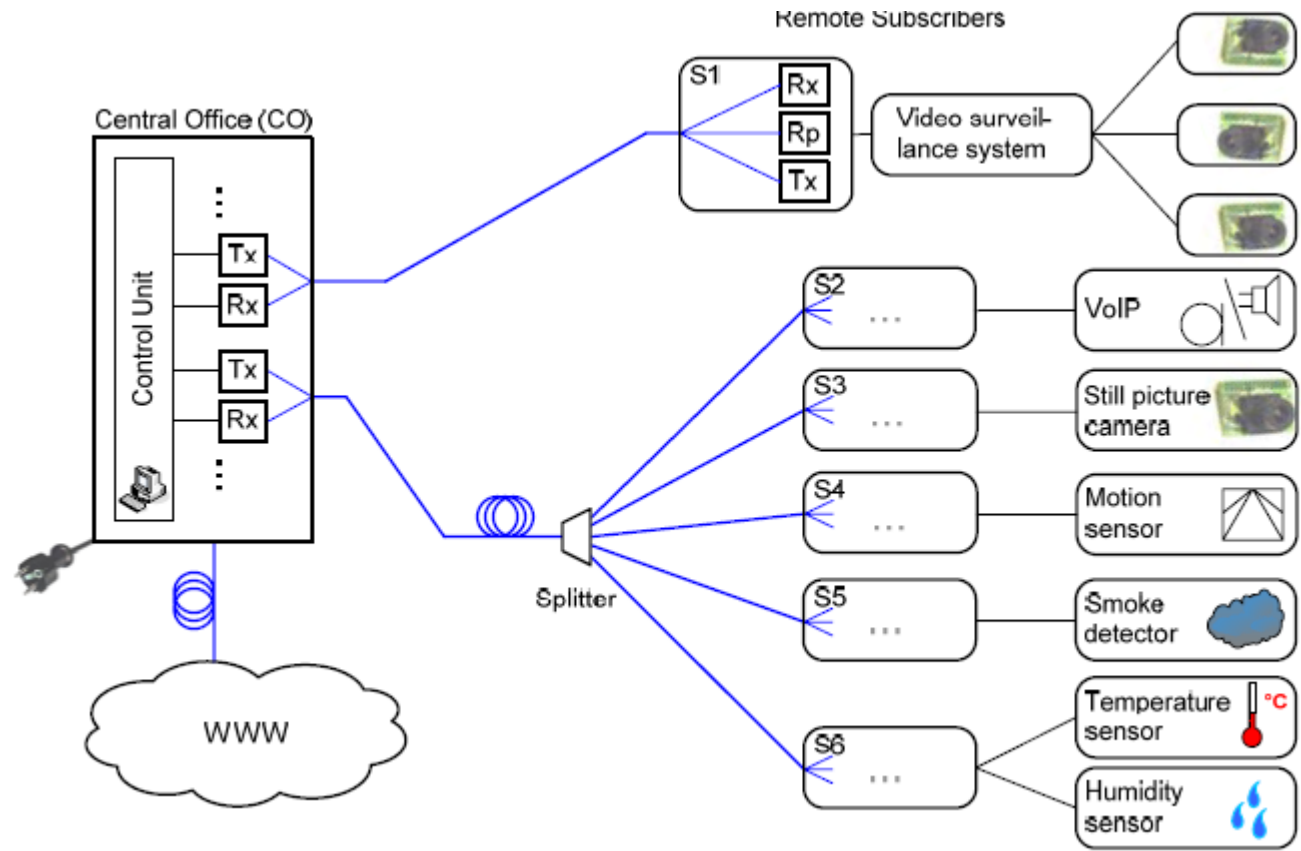 Remote Subscribers
S1
Rx
Rp
Tx
Video surveil-
lance system
Central Office (CO)
Control Unit
⋮
Tx
Rx
Tx
Rx
⋮
S2
...
VoIP
S3
...
Still picture
camera
S4
...
Motion
sensor
Splitter
S5
...
Smoke
detector
S6
...
Temperature
sensor
°C
Humidity
sensor
WWW